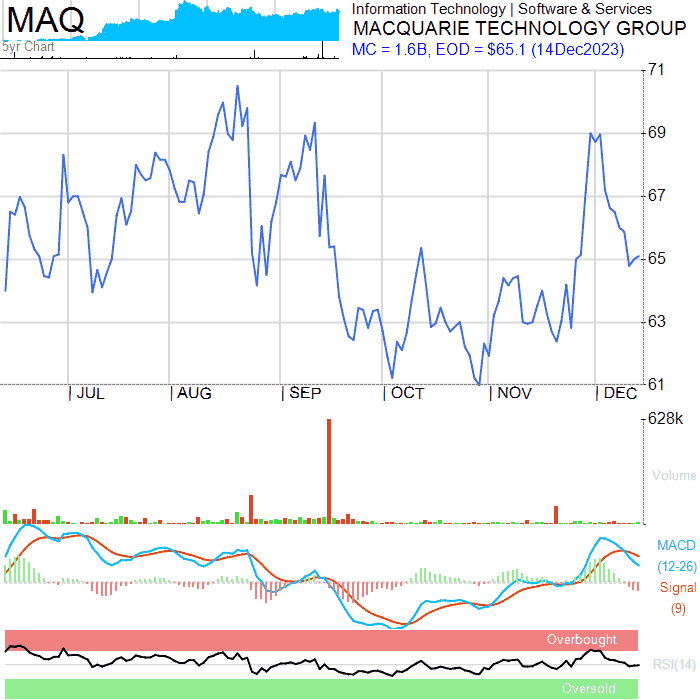 MAQ
5yr Chart
Information Technology | Software & Services
MACQUARIE TECHNOLOGY GROUP
MC = 1.6B, EOD = $65.1 (14Dec2023)
71
69
67
65
63
61
| JUL | AUG | SEP | OCT | NOV | DEC
628k
Volume
MACD
(12-26)
Signal
(9)
Overbought
RSI(14)
Oversold